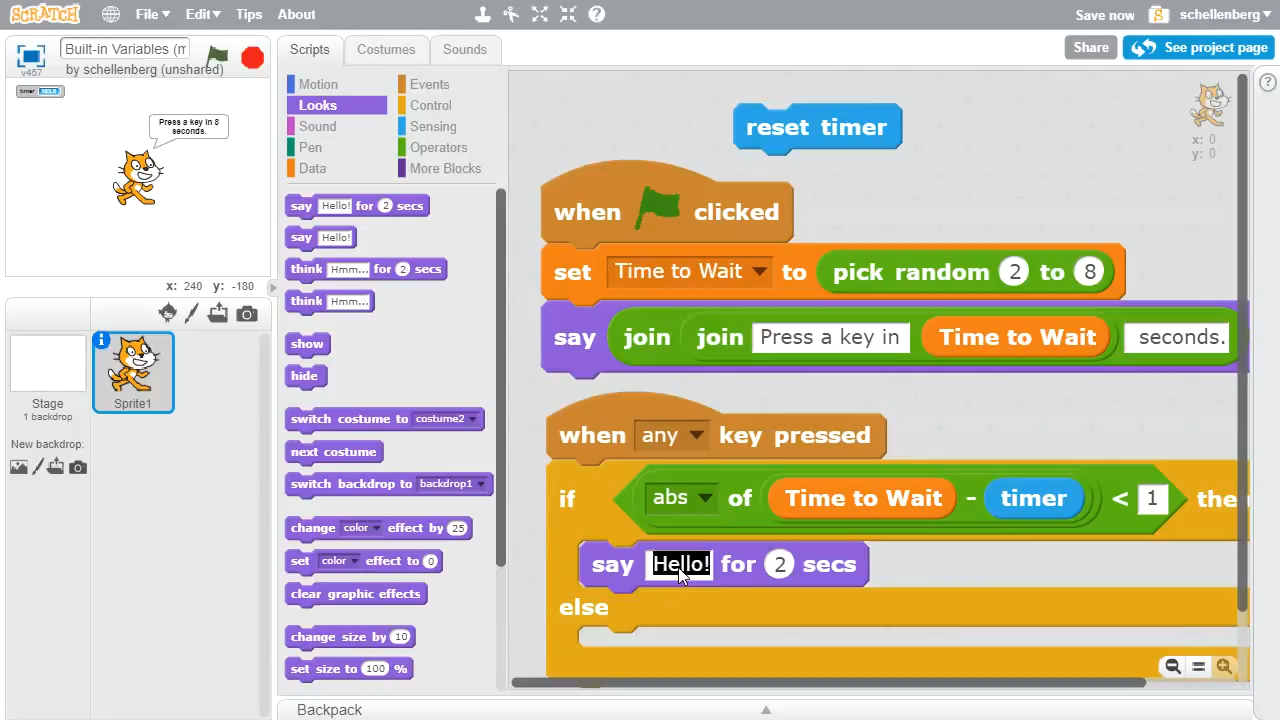 SCRATCH File Edit Tips About Save now schellenberg
Built-in Variables (m
by schellenberg (unshared)
v457
Scripts Costumes Sounds
Share See project page
timer
Press a key in 8
seconds.
x: 240 y: -180
Motion Events
Looks Control
Sound Sensing
Pen Operators
Data More Blocks
say Hello! for 2 secs
say Hello!
think Hmm... for 2 secs
think Hmm...
show
hide
switch costume to costume2
next costume
switch backdrop to backdrop1
change color effect by 25
set color effect to 0
clear graphic effects
change size by 10
set size to 100 %
Stage
1 backdrop
Sprite1
New backdrop:
x: 0
y: 0
reset timer
when clicked
set Time to Wait to pick random 2 to 8
say join join Press a key in Time to Wait seconds.
when any key pressed
if abs of Time to Wait - timer < 1 the
say Hello! for 2 secs
else
Backpack